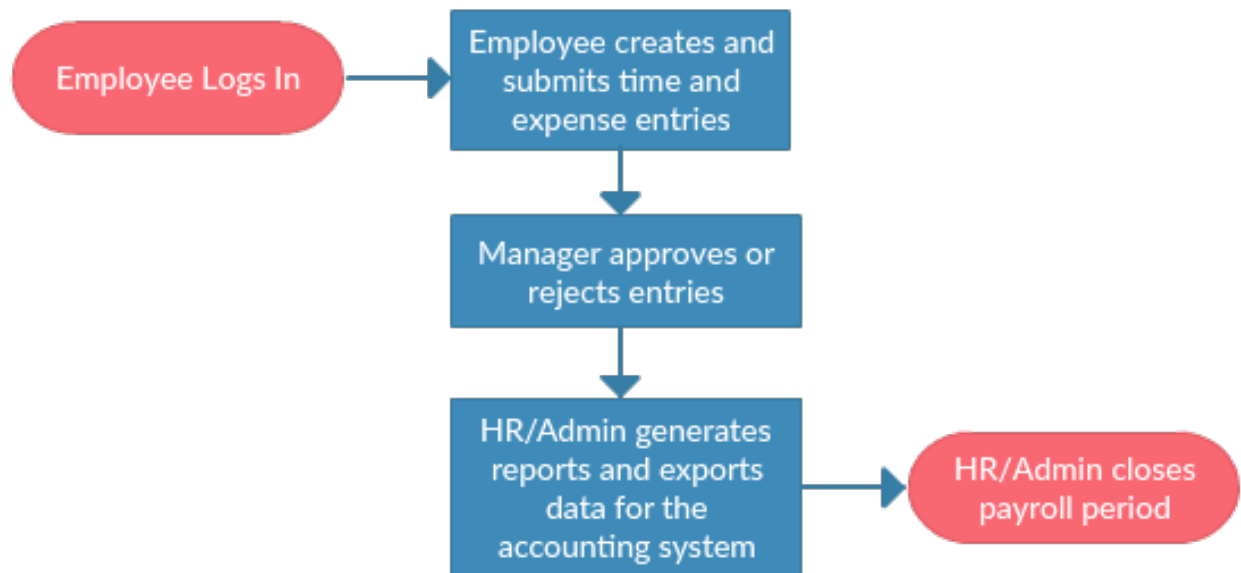 Employee Logs In
Employee creates and
submits time and
expense entries
Manager approves or
rejects entries
HR/Admin generates
reports and exports
data for the
accounting system
HR/Admin closes
payroll period